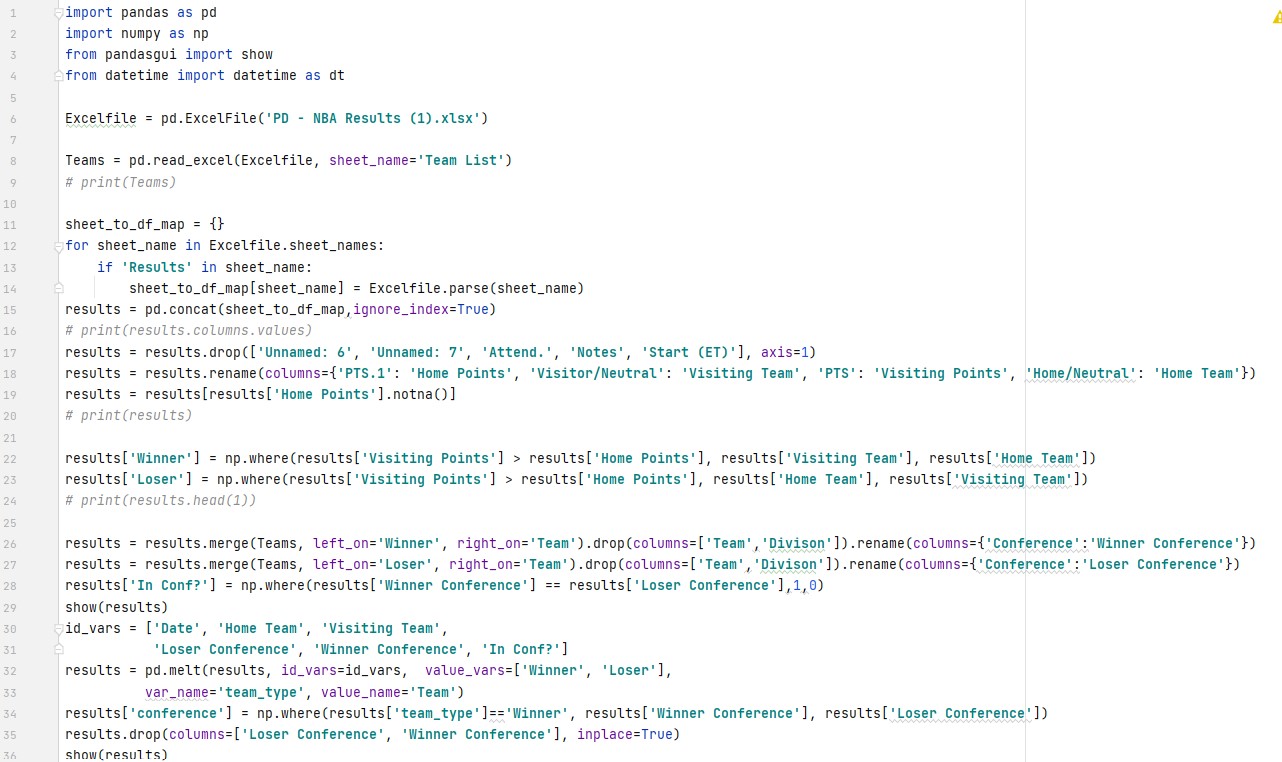 1 import pandas as pd
2 import numpy as np
3 from pandasgui import show
4 from datetime import datetime as dt
5
6 Excelfile = pd.ExcelFile('PD - NBA Results (1).xlsx')
7
8 Teams = pd.read_excel(Excelfile, sheet_name='Team List')
9 # print(Teams)
10
11 sheet_to_df_map = {}
12 for sheet_name in Excelfile.sheet_names:
13     if 'Results' in sheet_name:
14         sheet_to_df_map[sheet_name] = Excelfile.parse(sheet_name)
15 results = pd.concat(sheet_to_df_map,ignore_index=True)
16 # print(results.columns.values)
17 results = results.drop(['Unnamed: 6', 'Unnamed: 7', 'Attend.', 'Notes', 'Start (ET)'], axis=1)
18 results = results.rename(columns={'PTS.1': 'Home Points', 'Visitor/Neutral': 'Visiting Team', 'PTS': 'Visiting Points', 'Home/Neutral': 'Home Team'})
19 results = results[results['Home Points'].notna()]
20 # print(results)
21
22 results['Winner'] = np.where(results['Visiting Points'] > results['Home Points'], results['Visiting Team'], results['Home Team'])
23 results['Loser'] = np.where(results['Visiting Points'] > results['Home Points'], results['Home Team'], results['Visiting Team'])
24 # print(results.head(1))
25
26 results = results.merge(Teams, left_on='Winner', right_on='Team').drop(columns=['Team','Divison']).rename(columns={'Conference':'Winner Conference'})
27 results = results.merge(Teams, left_on='Loser', right_on='Team').drop(columns=['Team','Divison']).rename(columns={'Conference':'Loser Conference'})
28 results['In Conf?'] = np.where(results['Winner Conference'] == results['Loser Conference'],1,0)
29 show(results)
30 id_vars = ['Date', 'Home Team', 'Visiting Team',
31            'Loser Conference', 'Winner Conference', 'In Conf?']
32 results = pd.melt(results, id_vars=id_vars,  value_vars=['Winner', 'Loser'],
33           var_name='team_type', value_name='Team')
34 results['conference'] = np.where(results['team_type']=='Winner', results['Winner Conference'], results['Loser Conference'])
35 results.drop(columns=['Loser Conference', 'Winner Conference'], inplace=True)
36 show(results)